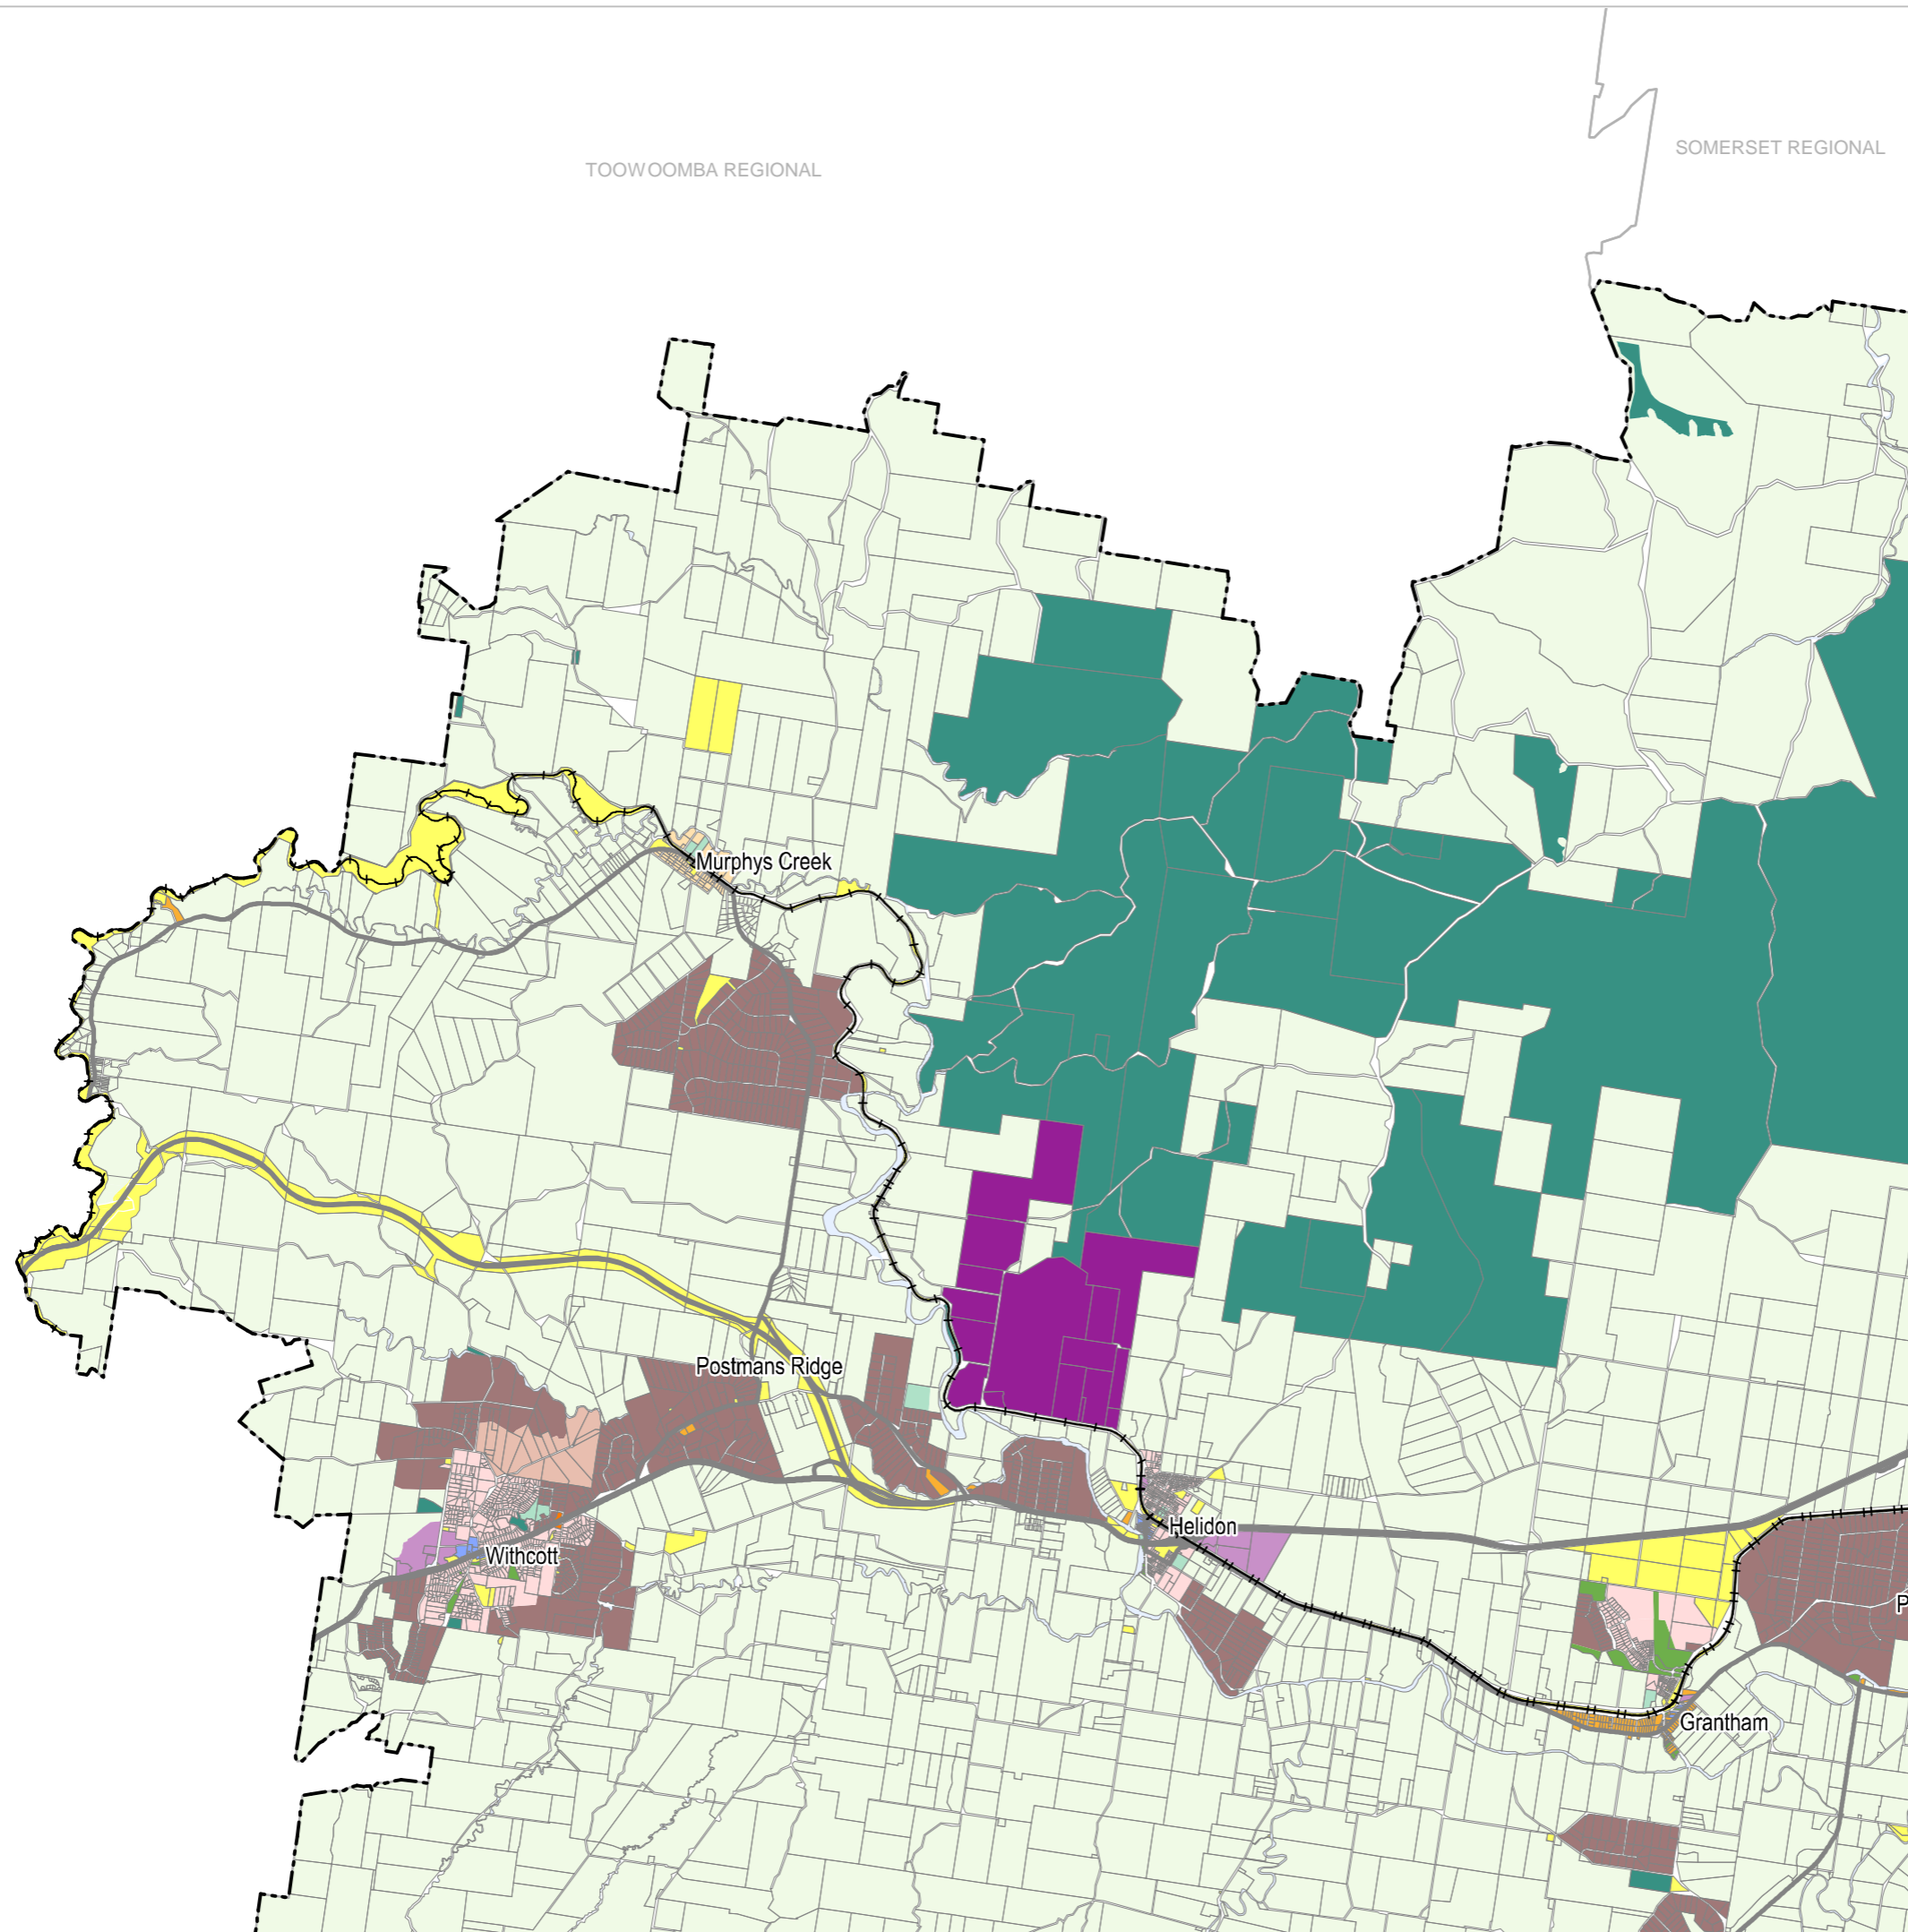 SOMERSET REGIONAL
TOOWOOMBA REGIONAL
Murphys Creek
Postmans Ridge
Helidon
Withcott
P
Grantham